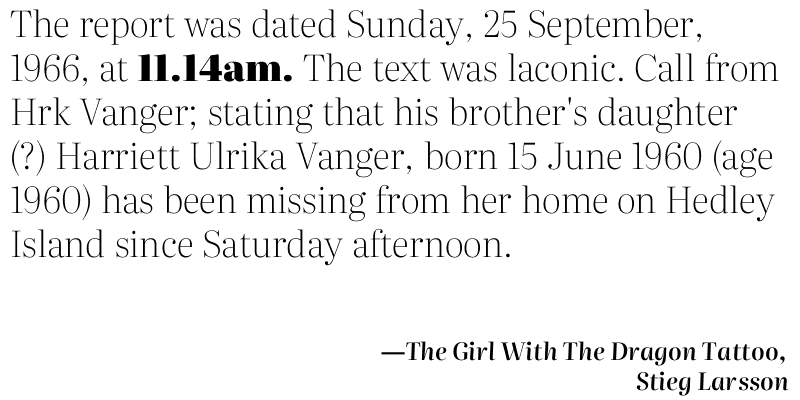 The report was dated Sunday, 25 September,
1966, at 11.14am. The text was laconic. Call from
Hrk Vanger; stating that his brother's daughter
(?) Harriett Ulrika Vanger, born 15 June 1960 (age
1960) has been missing from her home on Hedley
Island since Saturday afternoon.
—The Girl With The Dragon Tattoo,
Stieg Larsson